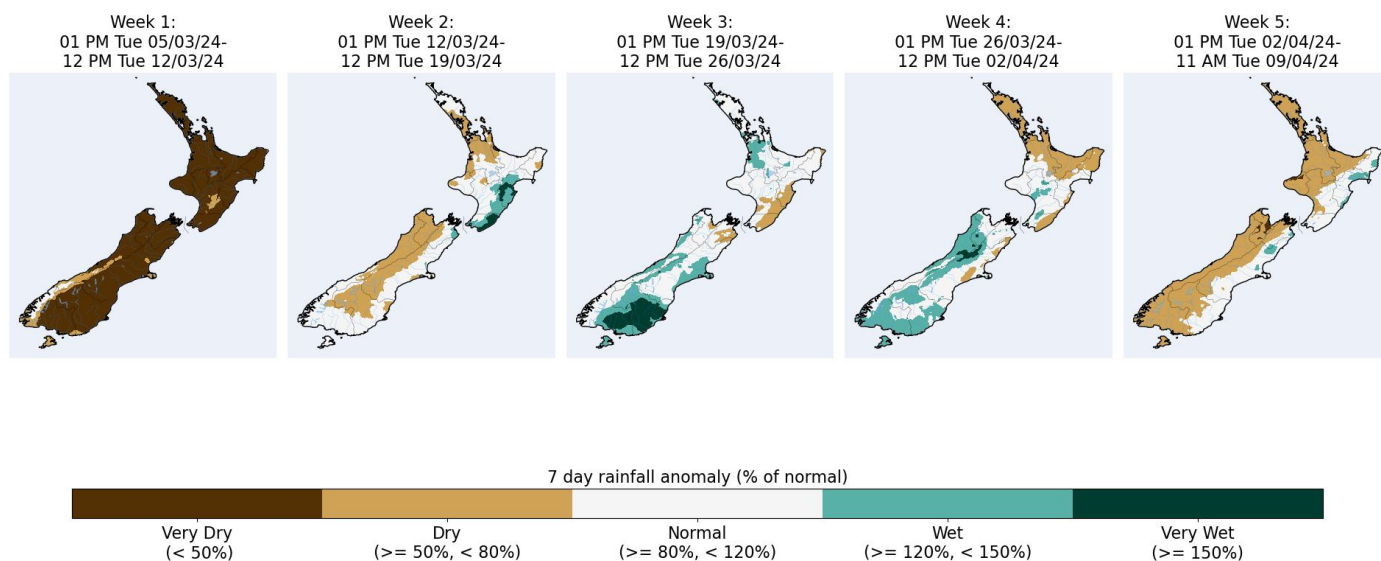 Week 1:
01 PM Tue 05/03/24-
12 PM Tue 12/03/24
Week 2:
01 PM Tue 12/03/24-
12 PM Tue 19/03/24
Week 3:
01 PM Tue 19/03/24-
12 PM Tue 26/03/24
Week 4:
01 PM Tue 26/03/24-
12 PM Tue 02/04/24
Week 5:
01 PM Tue 02/04/24-
11 AM Tue 09/04/24
7 day rainfall anomaly (% of normal)
Very Dry
(< 50%)
Dry
(>= 50%, < 80%)
Normal
(>= 80%, < 120%)
Wet
(>= 120%, < 150%)
Very Wet
(>= 150%)